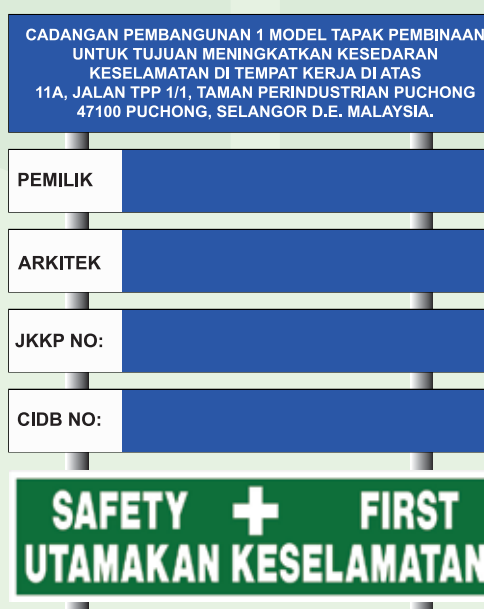 CADANGAN PEMBANGUNAN 1 MODEL TAPAK PEMBINAAN
UNTUK TUJUAN MENINGKATKAN KESEDARAN
KESELAMATAN DI TEMPAT KERJA DI ATAS
11A, JALAN TPP 1/1, TAMAN PERINDUSTRIAN PUCHONG
47100 PUCHONG, SELANGOR D.E. MALAYSIA.
PEMILIK
ARKITEK
JKKP NO:
CIDB NO:
SAFETY FIRST
UTAMAKAN KESELAMATAN